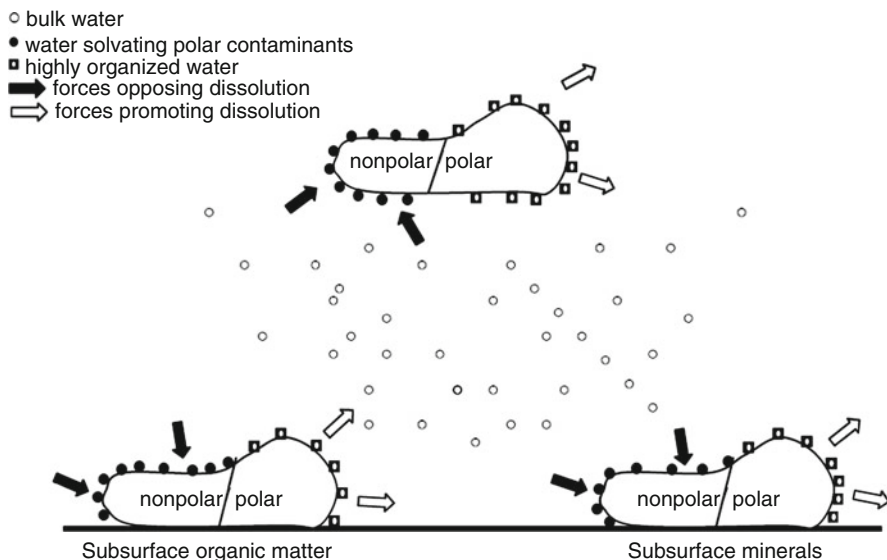 bulk water
water solvating polar contaminants
highly organized water
forces opposing dissolution
forces promoting dissolution
nonpolar polar
nonpolar polar
nonpolar polar
Subsurface organic matter
Subsurface minerals